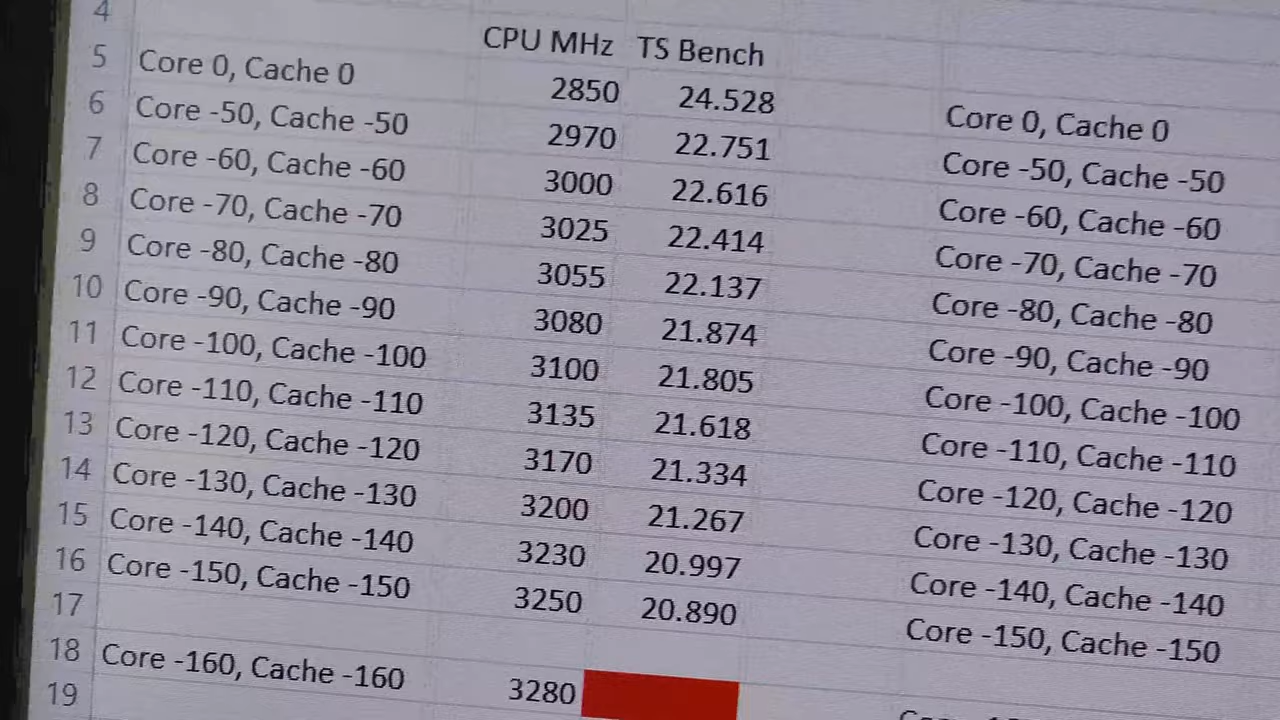 4 CPU MHz TS Bench
5 Core 0, Cache 0 2850 24.528 Core 0, Cache 0
6 Core -50, Cache -50 2970 22.751 Core -50, Cache -50
7 Core -60, Cache -60 3000 22.616 Core -60, Cache -60
8 Core -70, Cache -70 3025 22.414 Core -70, Cache -70
9 Core -80, Cache -80 3055 22.137 Core -80, Cache -80
10 Core -90, Cache -90 3080 21.874 Core -90, Cache -90
11 Core -100, Cache -100 3100 21.805 Core -100, Cache -100
12 Core -110, Cache -110 3135 21.618 Core -110, Cache -110
13 Core -120, Cache -120 3170 21.334 Core -120, Cache -120
14 Core -130, Cache -130 3200 21.267 Core -130, Cache -130
15 Core -140, Cache -140 3230 20.997 Core -140, Cache -140
16 Core -150, Cache -150 3250 20.890 Core -150, Cache -150
17
18 Core -160, Cache -160 3280
19